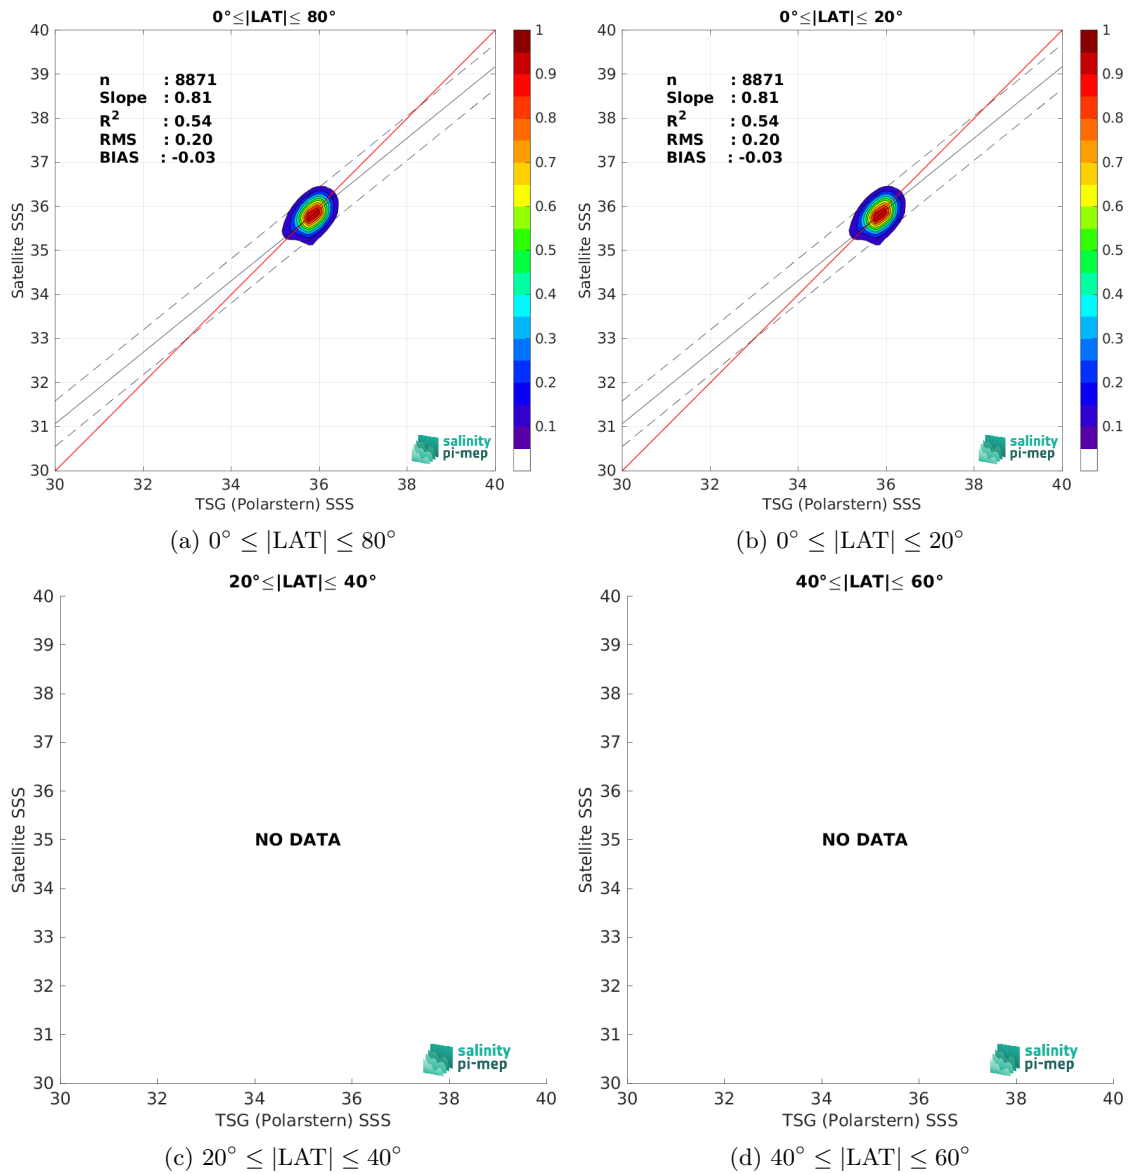 0°≤|LAT|≤ 80°
n : 8871
Slope : 0.81
R² : 0.54
RMS : 0.20
BIAS : -0.03
40
39
38
37
36
35
34
33
32
31
30
Satellite SSS
30 32 34 36 38 40
TSG (Polarstern) SSS
1
0.9
0.8
0.7
0.6
0.5
0.4
0.3
0.2
0.1
salinity
pi-mep
(a) 0° ≤ |LAT| ≤ 80°
0°≤|LAT|≤ 20°
n : 8871
Slope : 0.81
R² : 0.54
RMS : 0.20
BIAS : -0.03
40
39
38
37
36
35
34
33
32
31
30
Satellite SSS
30 32 34 36 38 40
TSG (Polarstern) SSS
1
0.9
0.8
0.7
0.6
0.5
0.4
0.3
0.2
0.1
salinity
pi-mep
(b) 0° ≤ |LAT| ≤ 20°
20°≤|LAT|≤ 40°
40
39
38
37
36
35
34
33
32
31
30
Satellite SSS
NO DATA
30 32 34 36 38 40
TSG (Polarstern) SSS
salinity
pi-mep
(c) 20° ≤ |LAT| ≤ 40°
40°≤|LAT|≤ 60°
40
39
38
37
36
35
34
33
32
31
30
Satellite SSS
NO DATA
30 32 34 36 38 40
TSG (Polarstern) SSS
salinity
pi-mep
(d) 40° ≤ |LAT| ≤ 60°